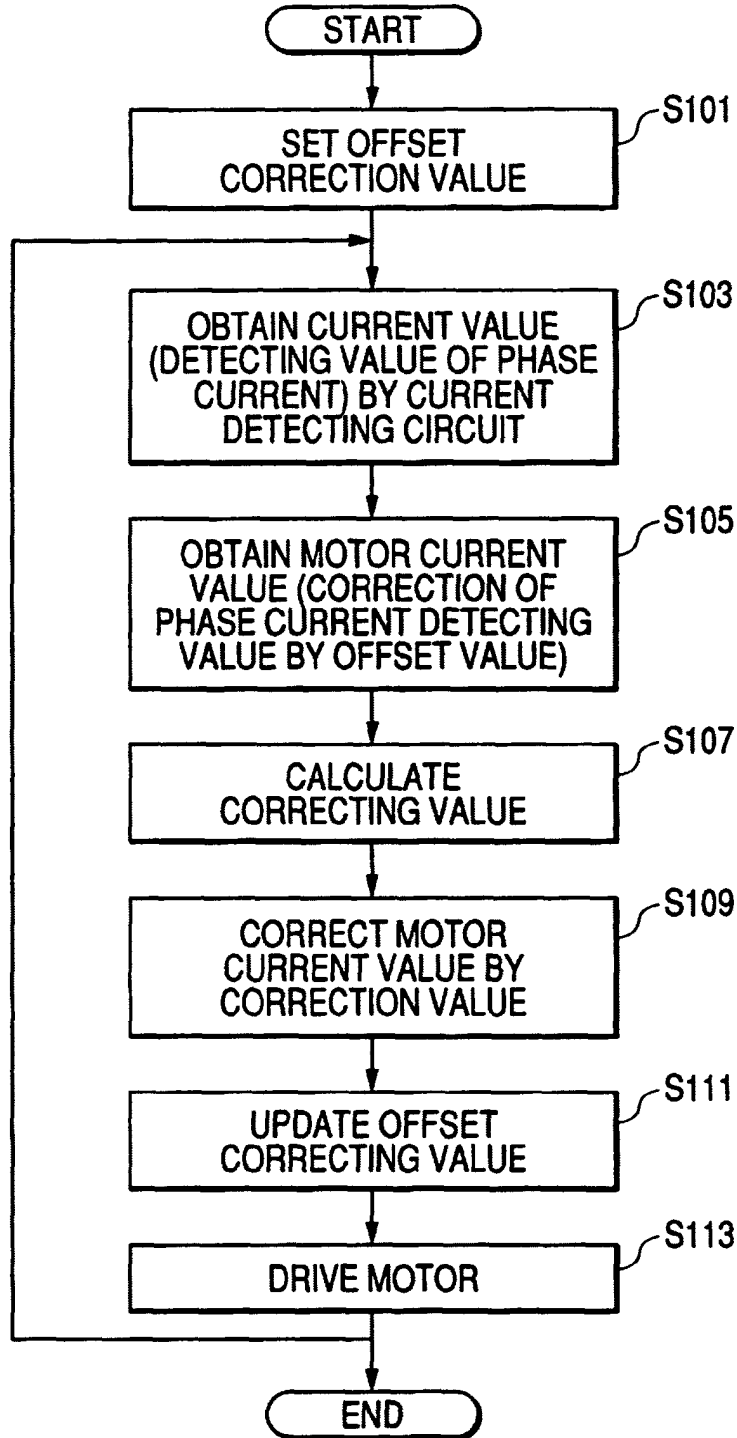 START
S101
SET OFFSET
CORRECTION VALUE
S103
OBTAIN CURRENT VALUE
(DETECTING VALUE OF PHASE
CURRENT) BY CURRENT
DETECTING CIRCUIT
S105
OBTAIN MOTOR CURRENT
VALUE (CORRECTION OF
PHASE CURRENT DETECTING
VALUE BY OFFSET VALUE)
S107
CALCULATE
CORRECTING VALUE
S109
CORRECT MOTOR
CURRENT VALUE BY
CORRECTION VALUE
S111
UPDATE OFFSET
CORRECTING VALUE
S113
DRIVE MOTOR
END